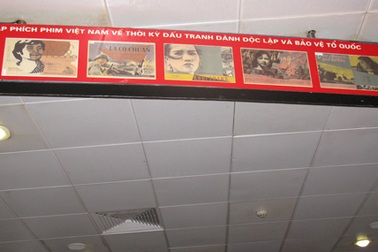 P PHÍCH PHIM VIỆT NAM VỀ THỜI KỲ ĐẤU TRANH DÀNH ĐỘC LẬP VÀ BẢO VỆ TỔ QUỐC